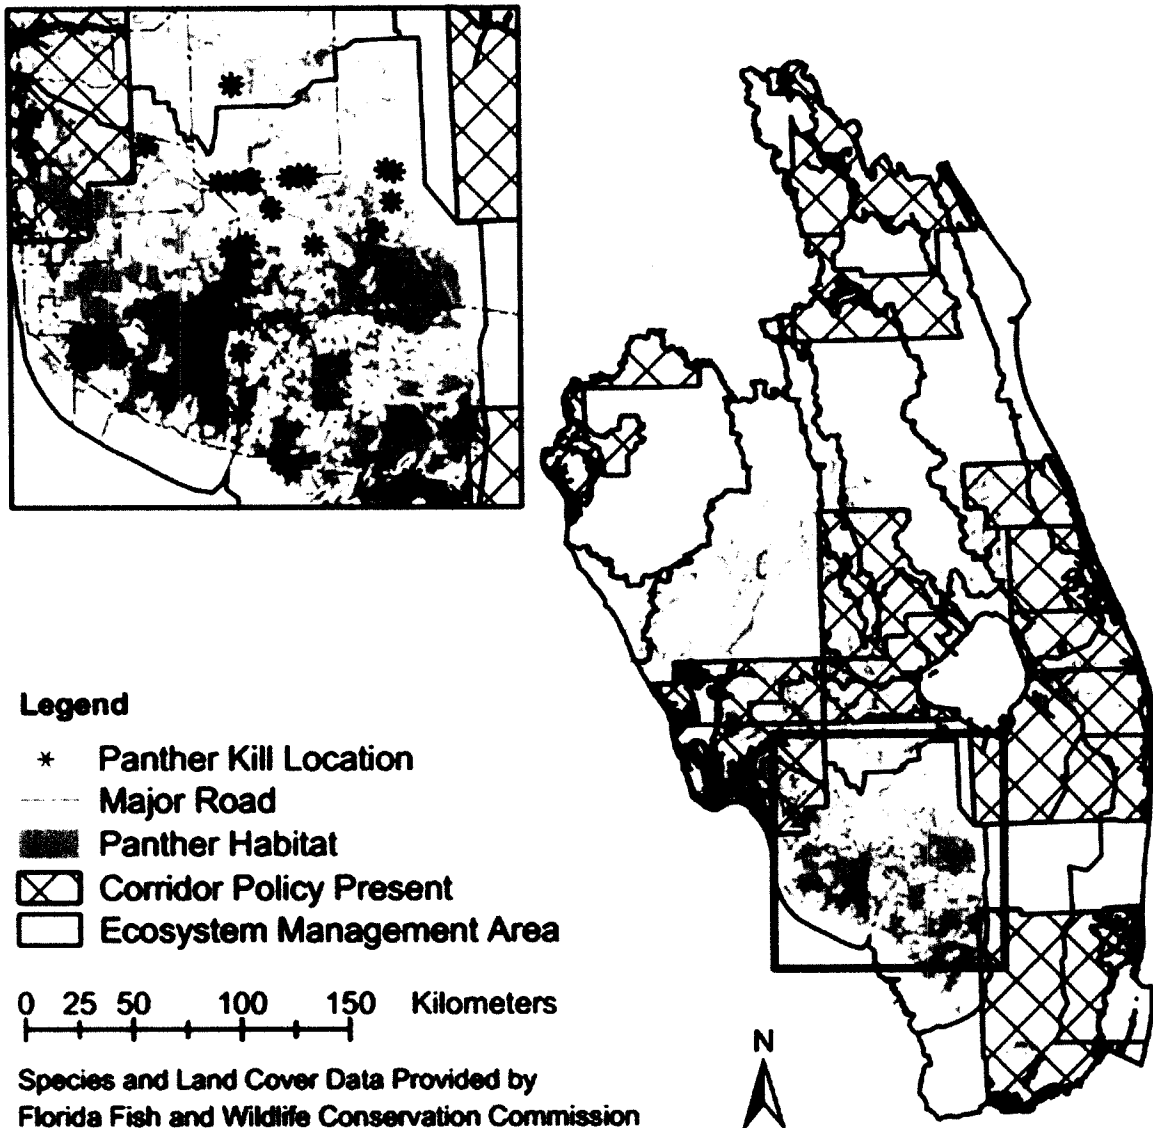 Legend
Panther Kill Location
Major Road
Panther Habitat
Corridor Policy Present
Ecosystem Management Area
0 25 50 100 150 Kilometers
Species and Land Cover Data Provided by
Florida Fish and Wildlife Conservation Commission
N